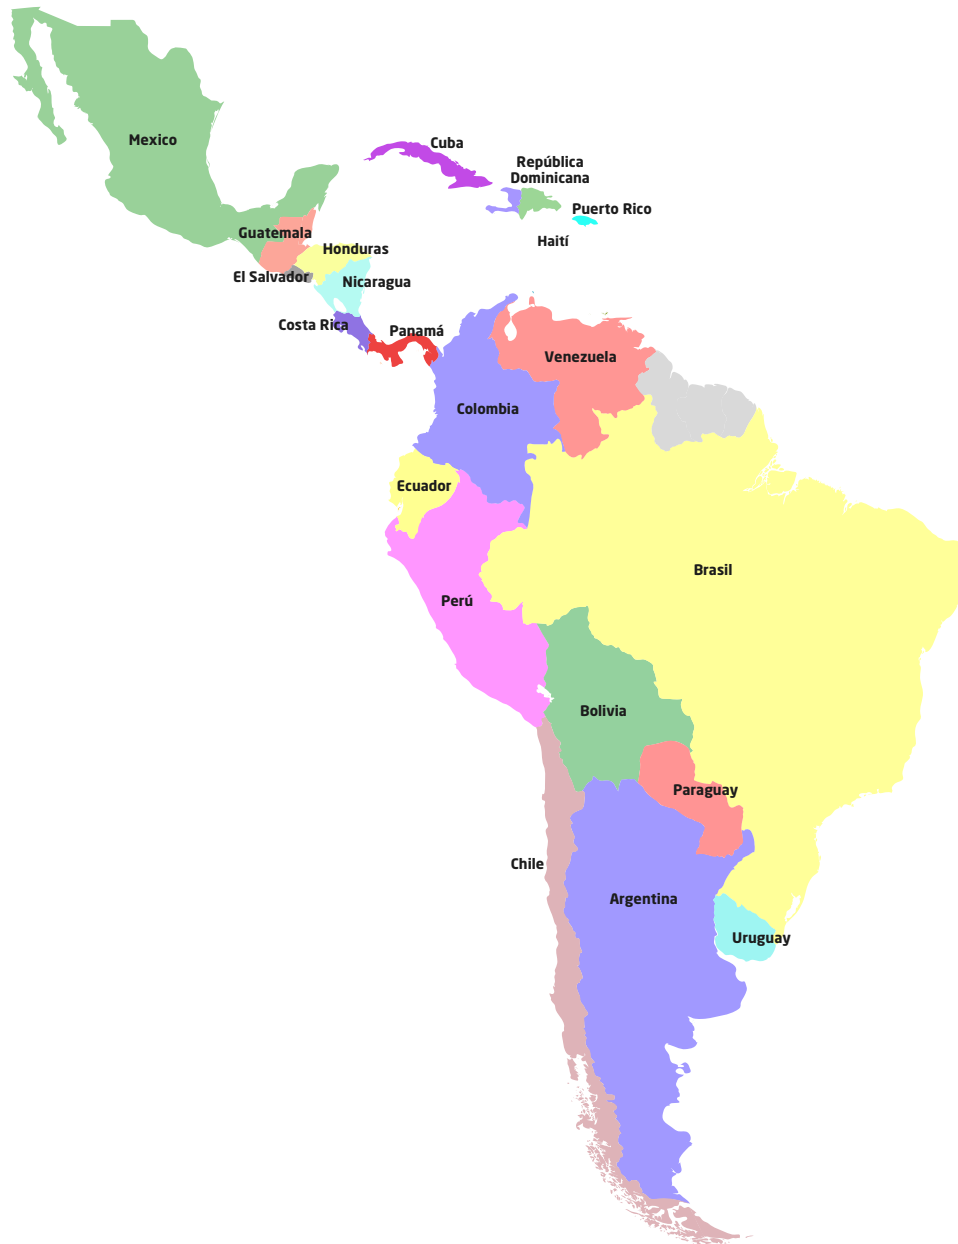 Mexico
Cuba
República
Dominicana
Puerto Rico
Guatemala
Haití
Honduras
El Salvador
Nicaragua
Costa Rica
Panamá
Venezuela
Colombia
Ecuador
Brasil
Perú
Bolivia
Paraguay
Chile
Argentina
Uruguay